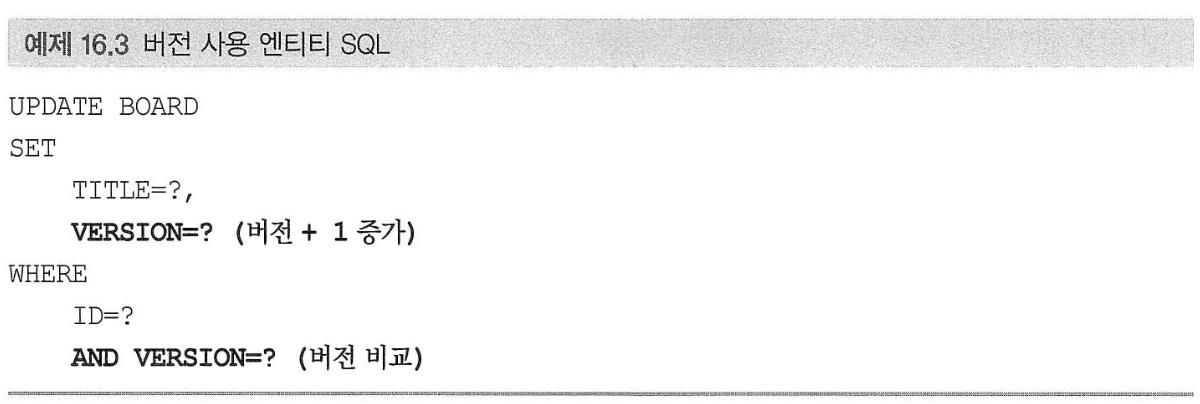 예제 16.3 버전 사용 엔티티 SQL
UPDATE BOARD
SET
TITLE=?,
VERSION=? (버전 + 1 증가)
WHERE
ID=?
AND VERSION=? (버전 비교)